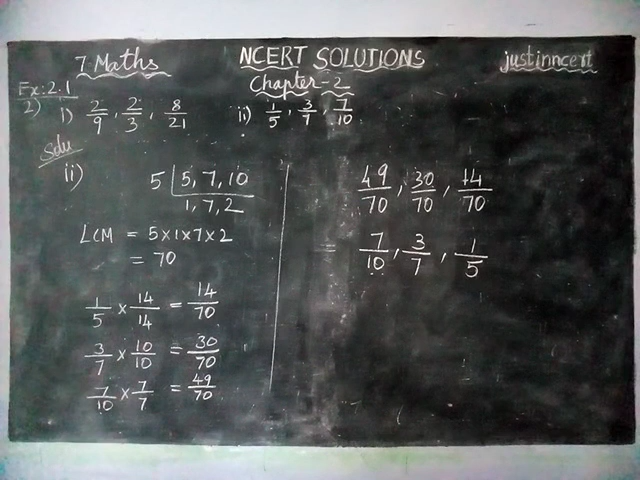 7 Maths NCERT SOLUTIONS justinncert
Chapter-2
Ex: 2.1
2) i) 2/9, 2/3, 8/21 ii) 1/5, 3/7, 7/10
Solu
ii)
5 | 5, 7, 10
1, 7, 2
LCM = 5×1×7×2
= 70
1/5 × 14/14 = 14/70
3/7 × 10/10 = 30/70
7/10 × 7/7 = 49/70
49/70, 30/70, 14/70
= 7/10, 3/7, 1/5